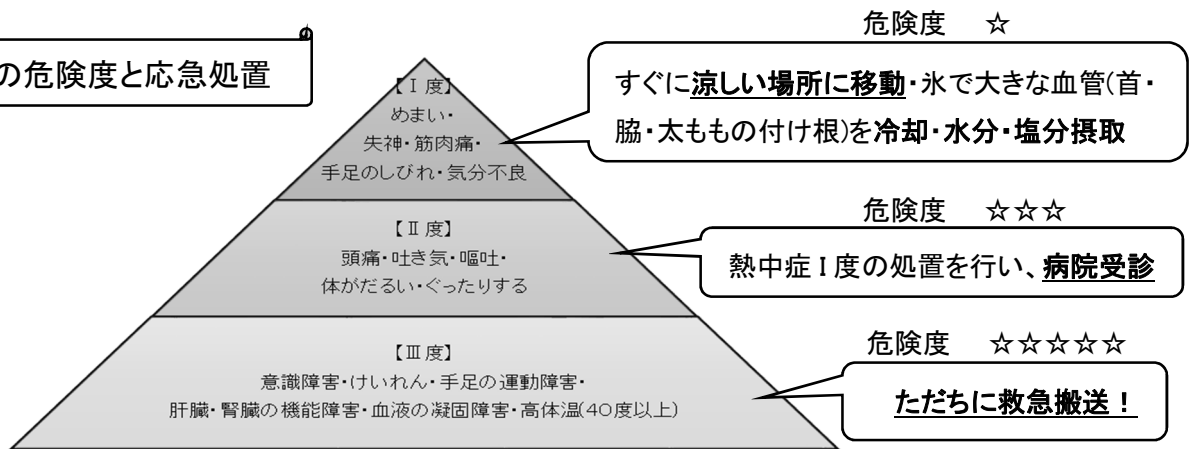 の危険度と応急処置
危険度 ☆
すぐに涼しい場所に移動・氷で大きな血管(首・
脇・太ももの付け根)を冷却・水分・塩分摂取
【Ⅰ度】
めまい・
失神・筋肉痛・
手足のしびれ・気分不良
危険度 ☆☆☆
熱中症Ⅰ度の処置を行い、病院受診
【Ⅱ度】
頭痛・吐き気・嘔吐・
体がだるい・ぐったりする
危険度 ☆☆☆☆☆
ただちに救急搬送！
【Ⅲ度】
意識障害・けいれん・手足の運動障害・
肝臓・腎臓の機能障害・血液の凝固障害・高体温(40度以上)